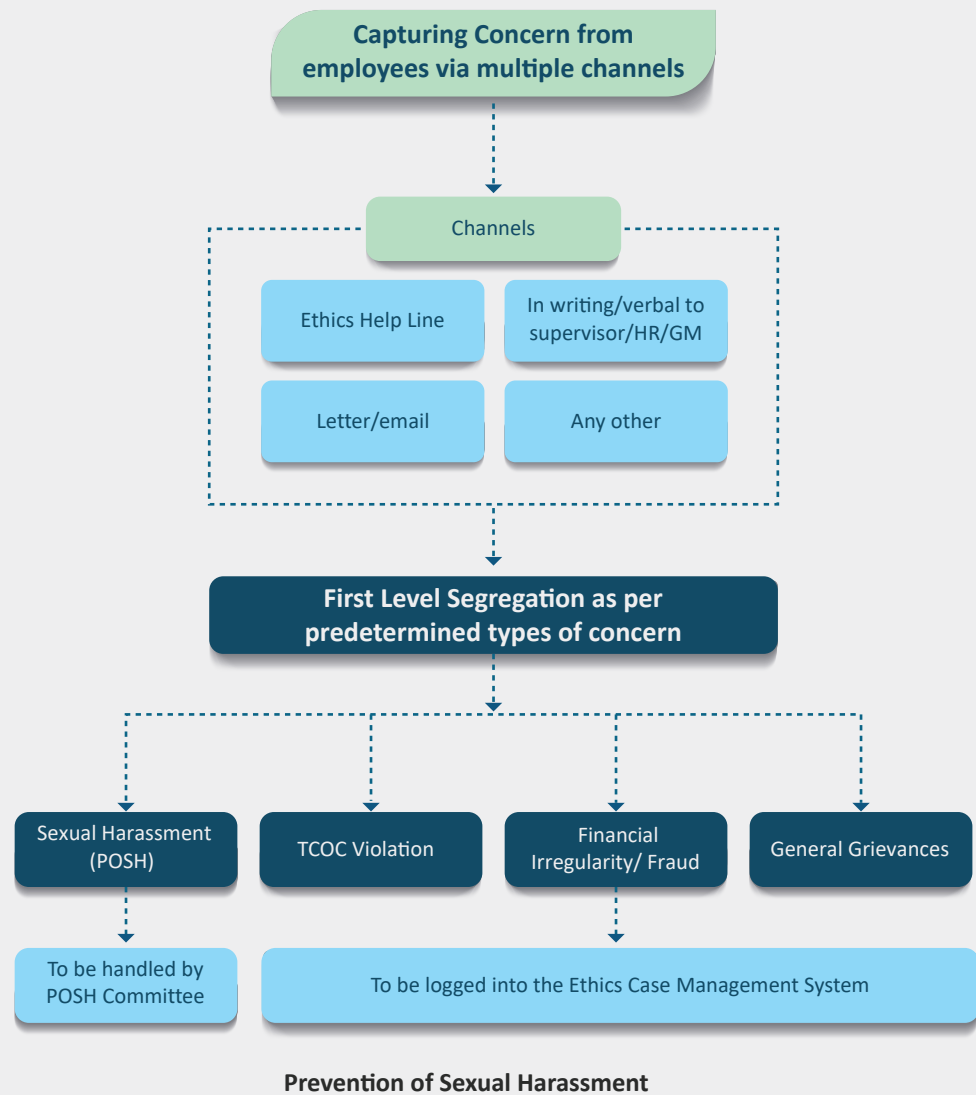 Capturing Concern from
employees via multiple channels
Channels
Ethics Help Line
In writing/verbal to
supervisor/HR/GM
Letter/email
Any other
First Level Segregation as per
predetermined types of concern
Sexual Harassment
(POSH)
TCOC Violation
Financial
Irregularity/ Fraud
General Grievances
To be handled by
POSH Committee
To be logged into the Ethics Case Management System
Prevention of Sexual Harassment